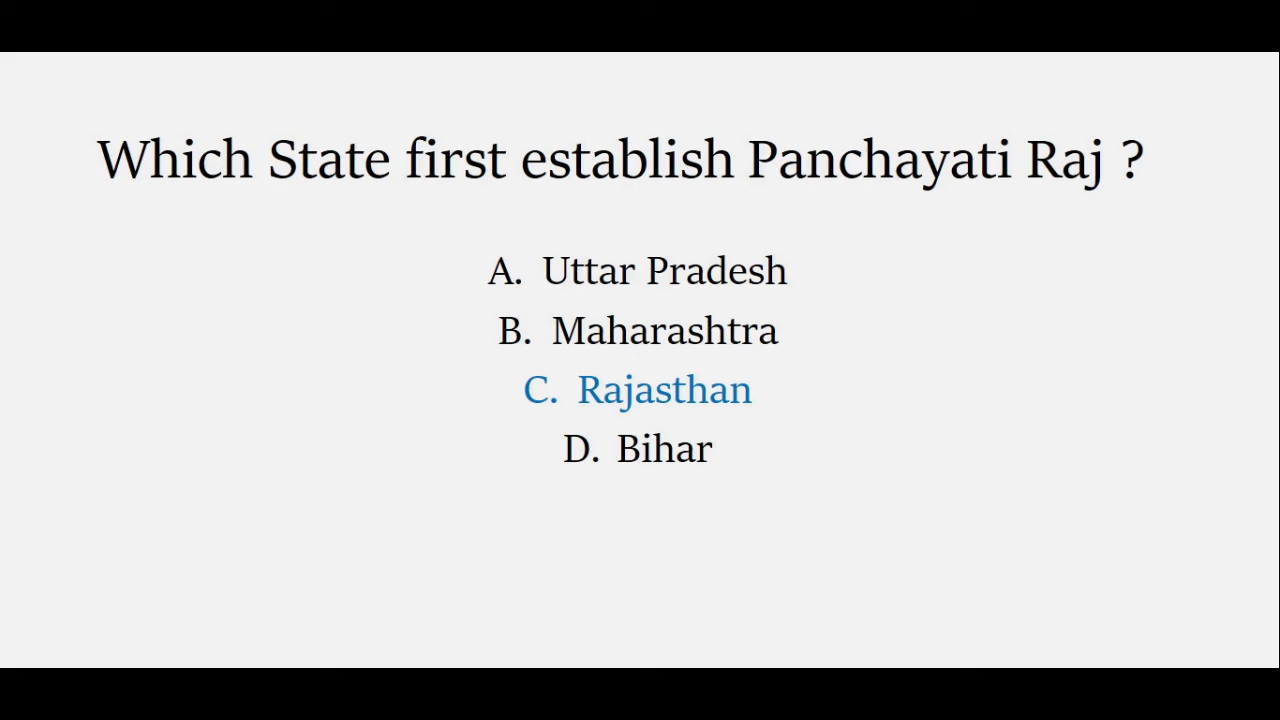 Which State first establish Panchayati Raj ?
A. Uttar Pradesh
B. Maharashtra
C. Rajasthan
D. Bihar